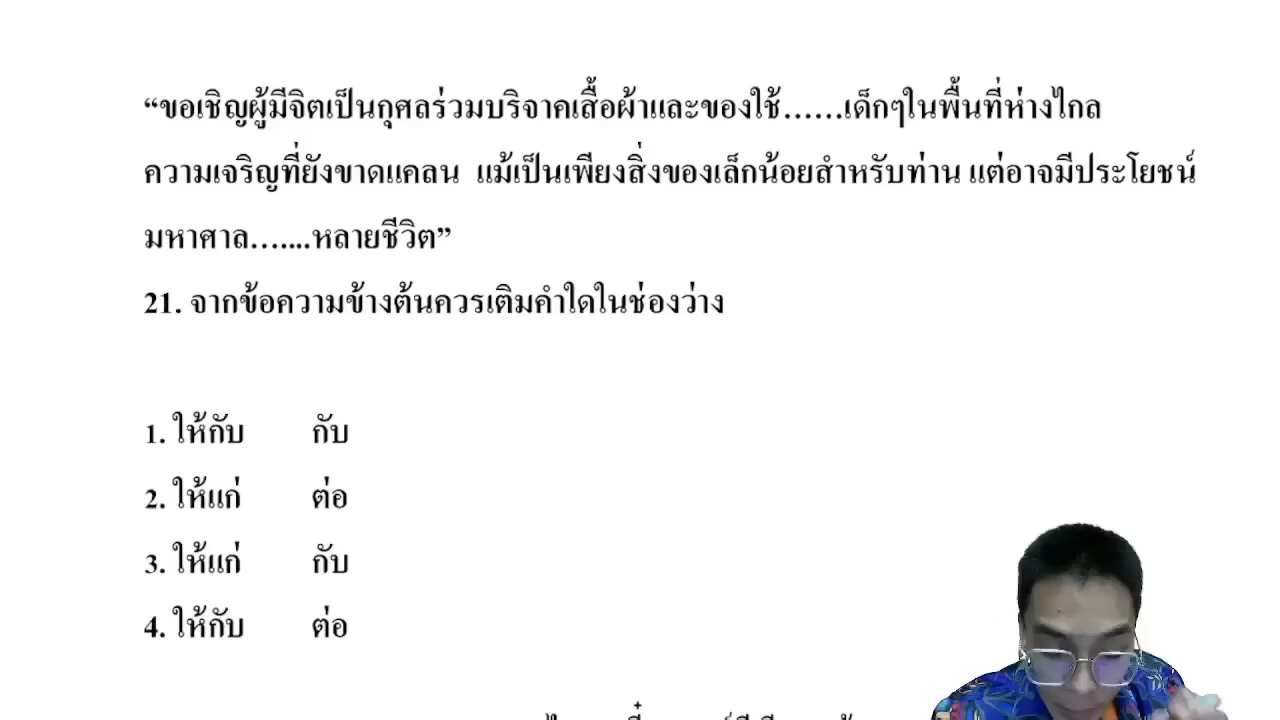 “ขอเชิญผู้มีจิตเป็นกุศลร่วมบริจาคเสื้อผ้าและของใช้……เด็กๆในพื้นที่ห่างไกล
ความเจริญที่ยังขาดแคลน แม้เป็นเพียงสิ่งของเล็กน้อยสำหรับท่าน แต่อาจมีประโยชน์
มหาศาล…....หลายชีวิต”
21. จากข้อความข้างต้นควรเติมคำใดในช่องว่าง
1. ให้กับ กับ
2. ให้แก่ ต่อ
3. ให้แก่ กับ
4. ให้กับ ต่อ